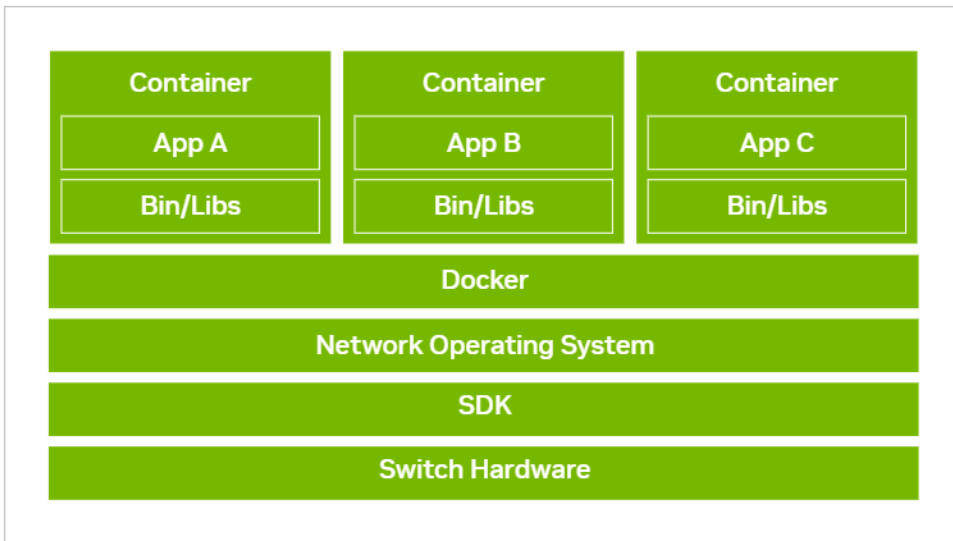 Container
App A
Bin/Libs
Container
App B
Bin/Libs
Container
App C
Bin/Libs
Docker
Network Operating System
SDK
Switch Hardware